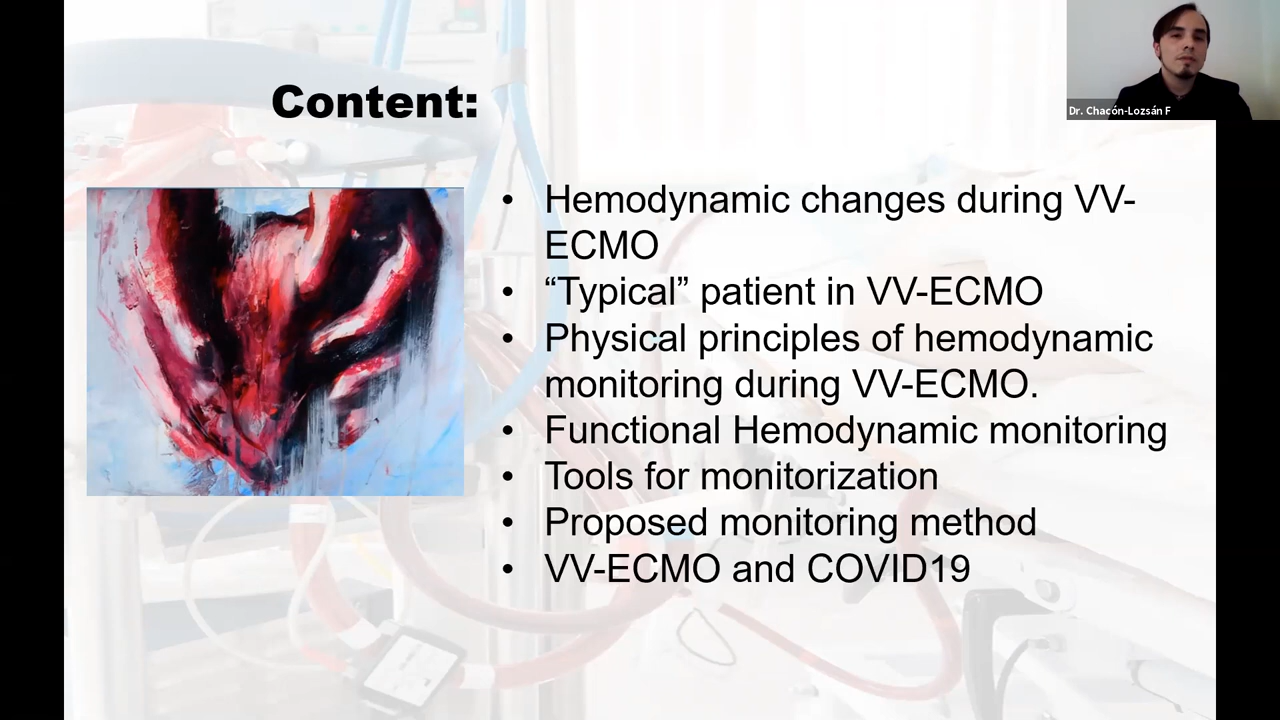 Content:
Dr. Chacón-Lozsán F
• Hemodynamic changes during VV-
ECMO
• “Typical” patient in VV-ECMO
• Physical principles of hemodynamic
monitoring during VV-ECMO.
• Functional Hemodynamic monitoring
• Tools for monitorization
• Proposed monitoring method
• VV-ECMO and COVID19